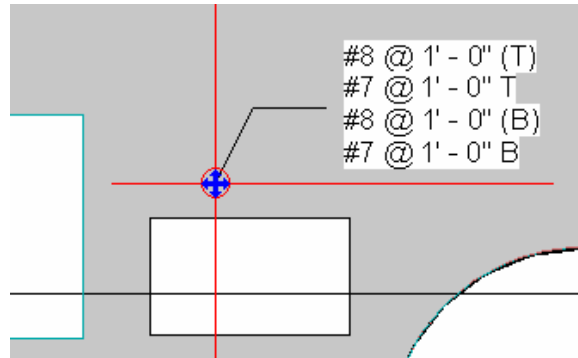 #8 @ 1' - 0" (T)
#7 @ 1' - 0" T
#8 @ 1' - 0" (B)
#7 @ 1' - 0" B